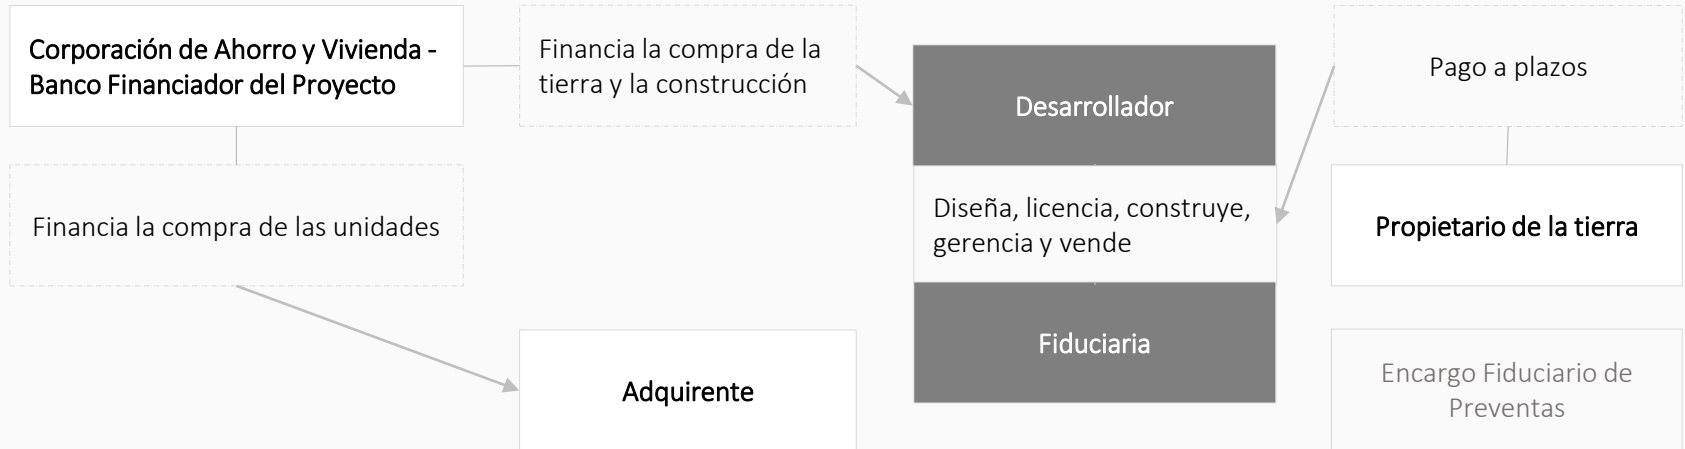 Corporación de Ahorro y Vivienda -
Banco Financiador del Proyecto
Financia la compra de la
tierra y la construcción
Desarrollador
Pago a plazos
Financia la compra de las unidades
Diseña, licencia, construye,
gerencia y vende
Propietario de la tierra
Adquirente
Fiduciaria
Encargo Fiduciario de
Preventas